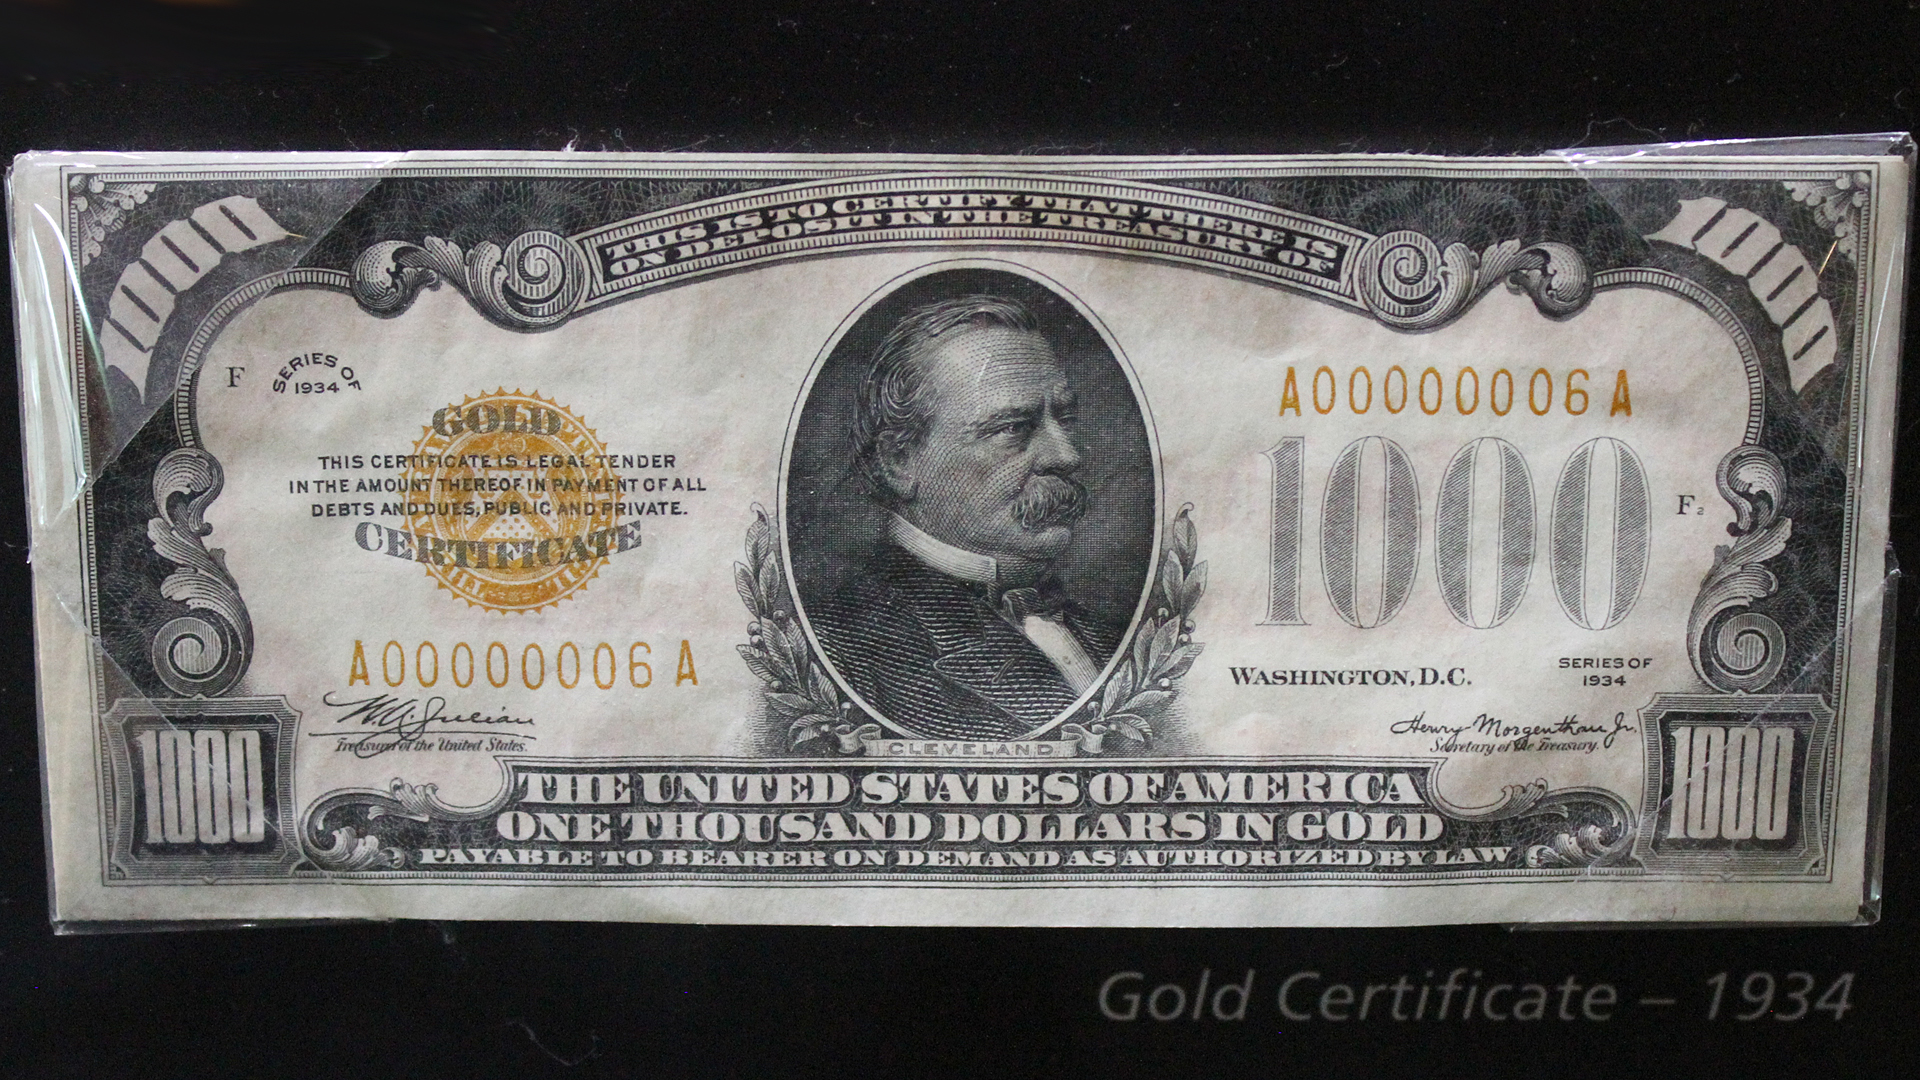 THIS IS TO CERTIFY THAT THERE IS
ON DEPOSIT IN THE TREASURY OF
1000
1000
F
SERIES OF
1934
GOLD
THIS CERTIFICATE IS LEGAL TENDER
IN THE AMOUNT THEREOF IN PAYMENT OF ALL
DEBTS AND DUES, PUBLIC AND PRIVATE.
CERTIFICATE
A00000006A
A00000006A
1000
F2
WASHINGTON, D.C.
SERIES OF
1934
W.A. Julian
Treasurer of the United States.
Henry Morgenthau Jr.
Secretary of the Treasury.
CLEVELAND
1000
1000
THE UNITED STATES OF AMERICA
ONE THOUSAND DOLLARS IN GOLD
PAYABLE TO BEARER ON DEMAND AS AUTHORIZED BY LAW
Gold Certificate – 1934